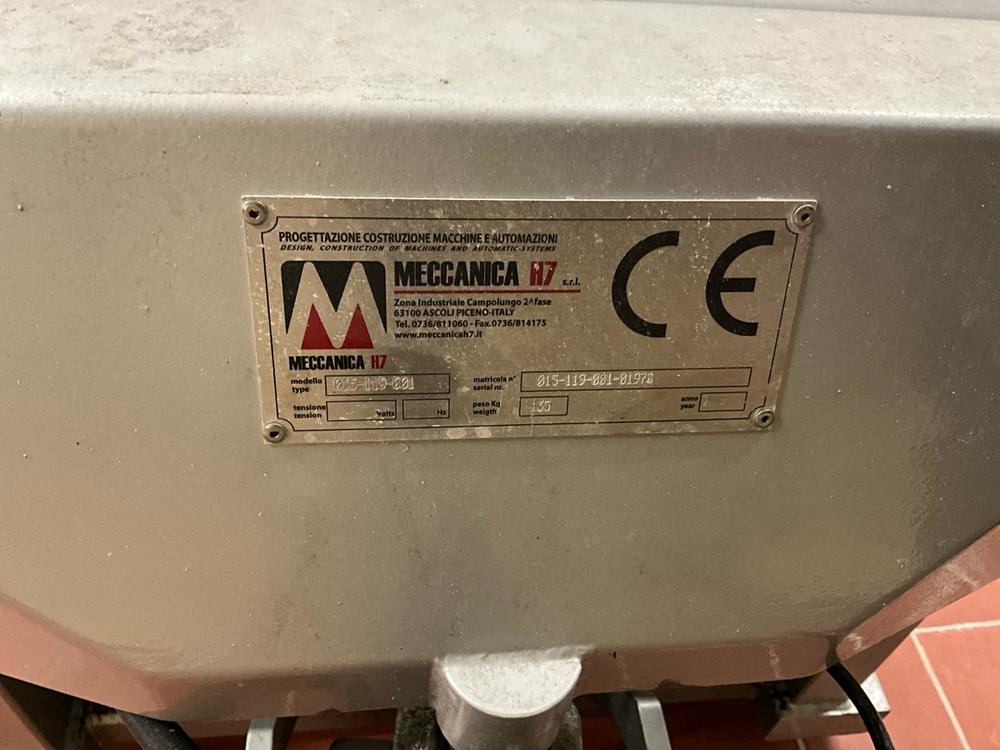 PROGETTAZIONE COSTRUZIONE MACCHINE E AUTOMAZIONI
DESIGN, CONSTRUCTION OF MACHINES AND AUTOMATIC-SYSTEMS
MECCANICA H7 s.r.l.
Zona Industriale Campolungo 2^fase
63100 ASCOLI PICENO-ITALY
Tel. 0736/811060 - Fax.0736/814175
www.meccanicah7.it
MECCANICA H7
CE
modello type 015-119-001
matricola n° serial nr.
tensione tension Volts Hz
peso Kg weigth 135
anno year